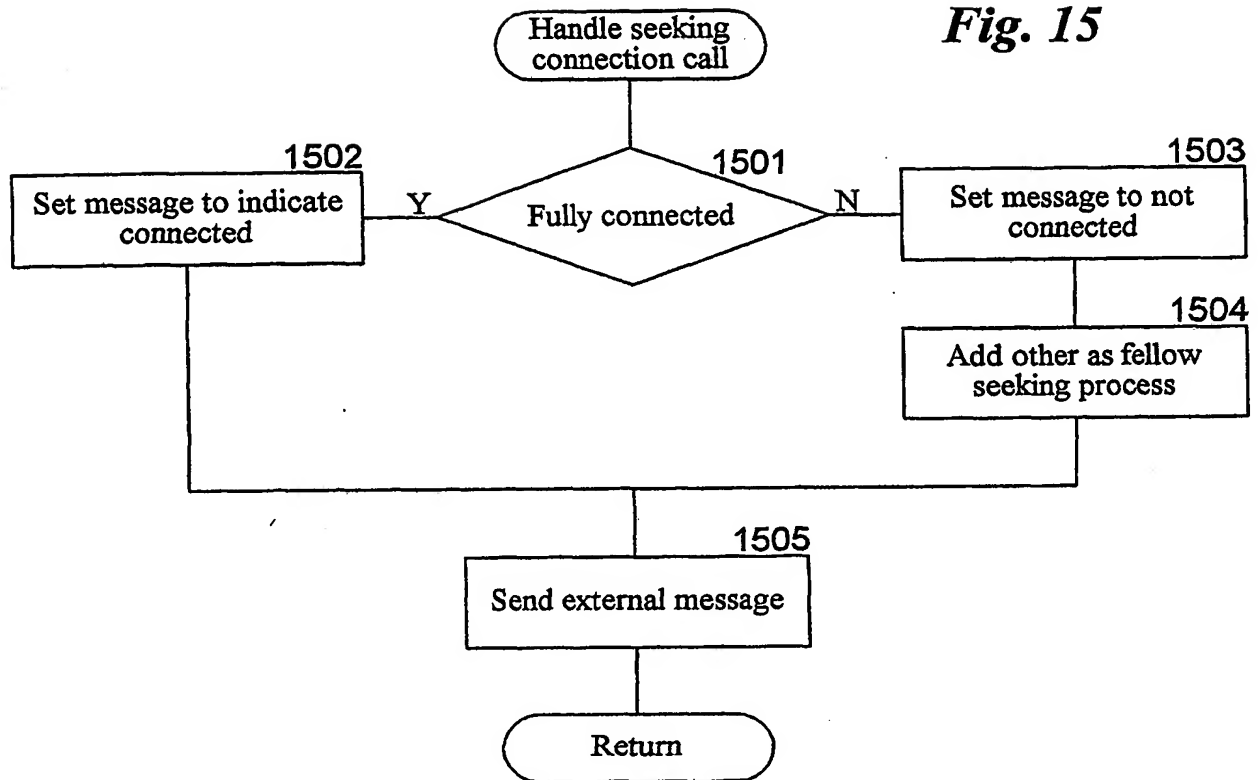 Fig. 15
Handle seeking
connection call
1501
Fully connected
Y
N
1502
Set message to indicate
connected
1503
Set message to not
connected
1504
Add other as fellow
seeking process
1505
Send external message
Return